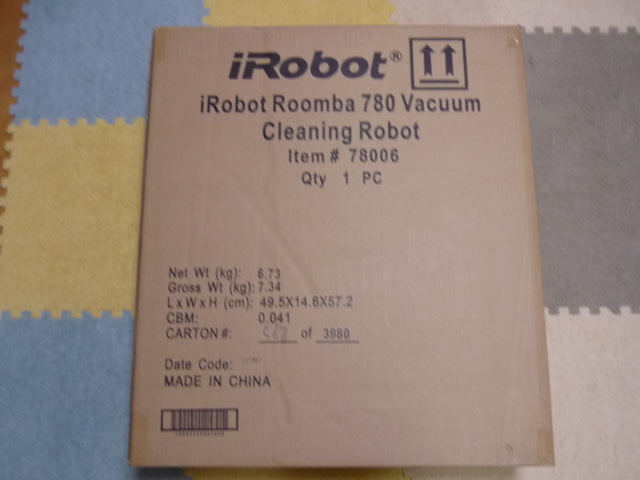 iRobot®
iRobot Roomba 780 Vacuum
Cleaning Robot
Item # 78006
Qty 1 PC
Net Wt (kg): 6.73
Gross Wt (kg): 7.34
L x W x H (cm): 49.5X14.6X57.2
CBM: 0.041
CARTON#: of 3980
Date Code:
MADE IN CHINA